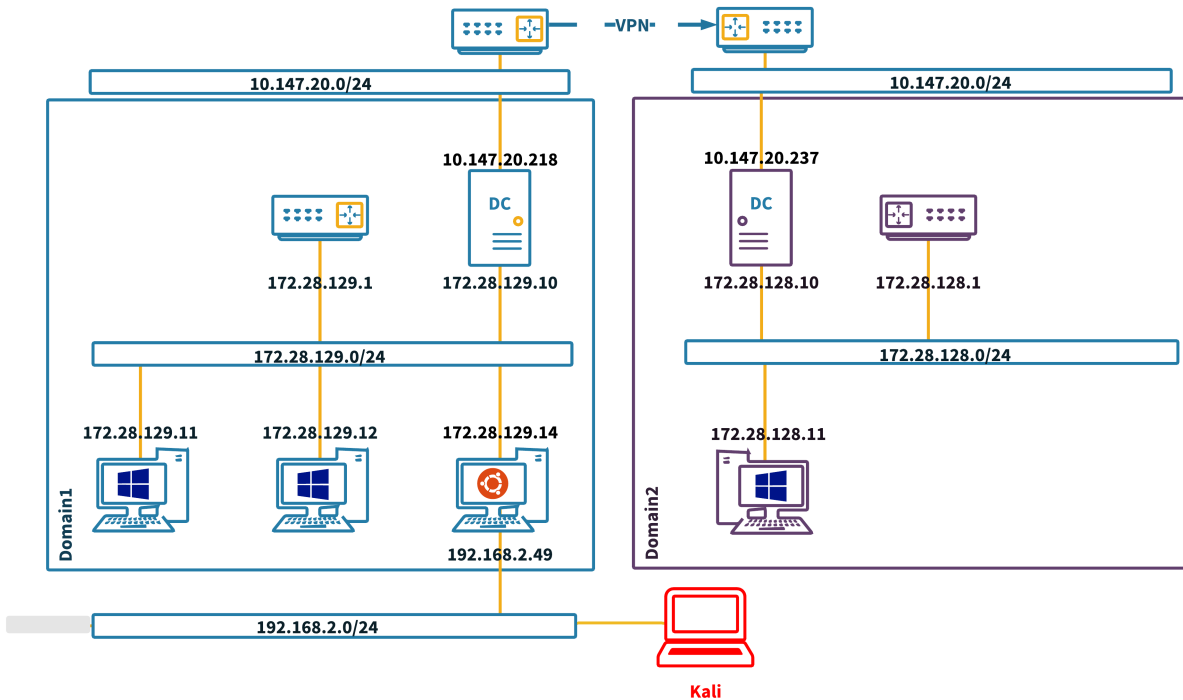 VPN
10.147.20.0/24
10.147.20.0/24
10.147.20.218
10.147.20.237
DC
DC
172.28.129.1
172.28.129.10
172.28.128.10
172.28.128.1
172.28.129.0/24
172.28.128.0/24
172.28.129.11
172.28.129.12
172.28.129.14
172.28.128.11
Domain1
Domain2
192.168.2.49
192.168.2.0/24
Kali